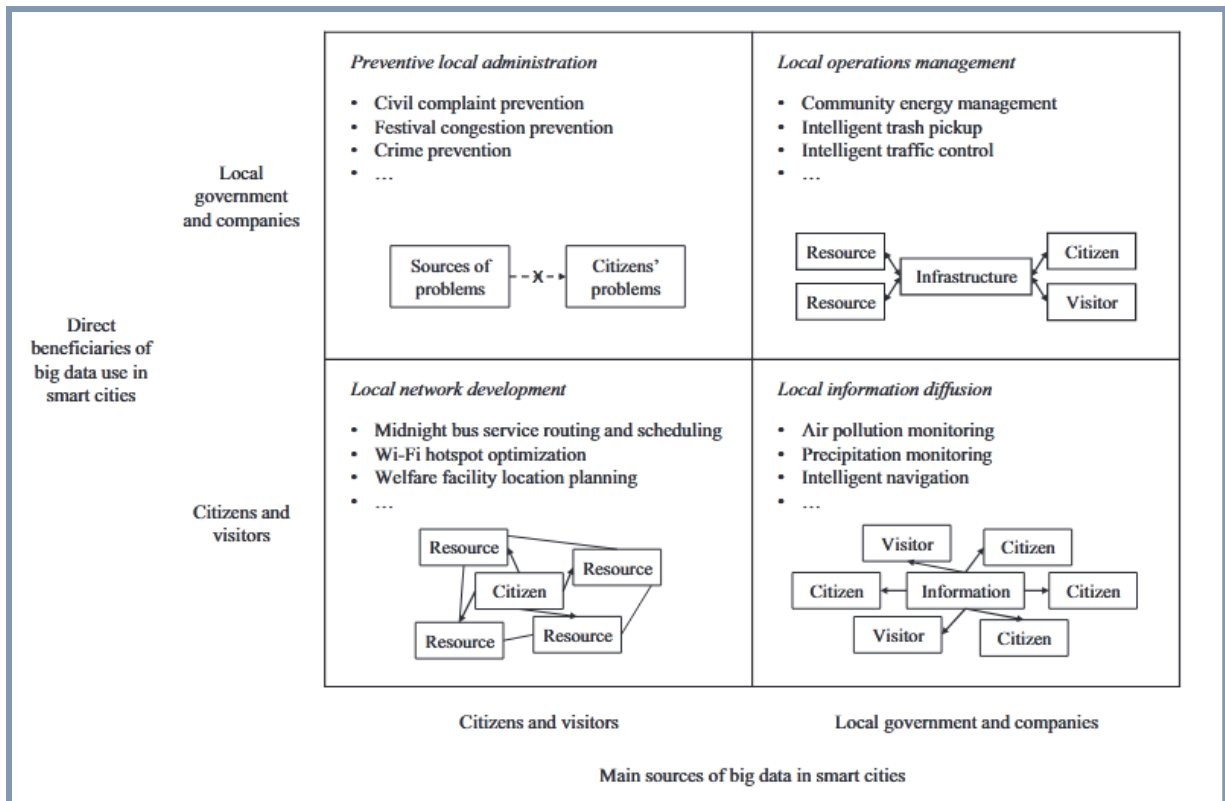 Preventive local administration
• Civil complaint prevention
• Festival congestion prevention
• Crime prevention
• …
Sources of
problems
X
Citizens'
problems
Local operations management
• Community energy management
• Intelligent trash pickup
• Intelligent traffic control
• …
Resource
Resource
Infrastructure
Citizen
Visitor
Local
government
and companies
Direct
beneficiaries of
big data use in
smart cities
Citizens and
visitors
Local network development
• Midnight bus service routing and scheduling
• Wi-Fi hotspot optimization
• Welfare facility location planning
• …
Resource
Resource
Citizen
Resource
Resource
Local information diffusion
• Air pollution monitoring
• Precipitation monitoring
• Intelligent navigation
• …
Visitor
Citizen
Citizen
Information
Citizen
Visitor
Citizen
Citizens and visitors
Local government and companies
Main sources of big data in smart cities